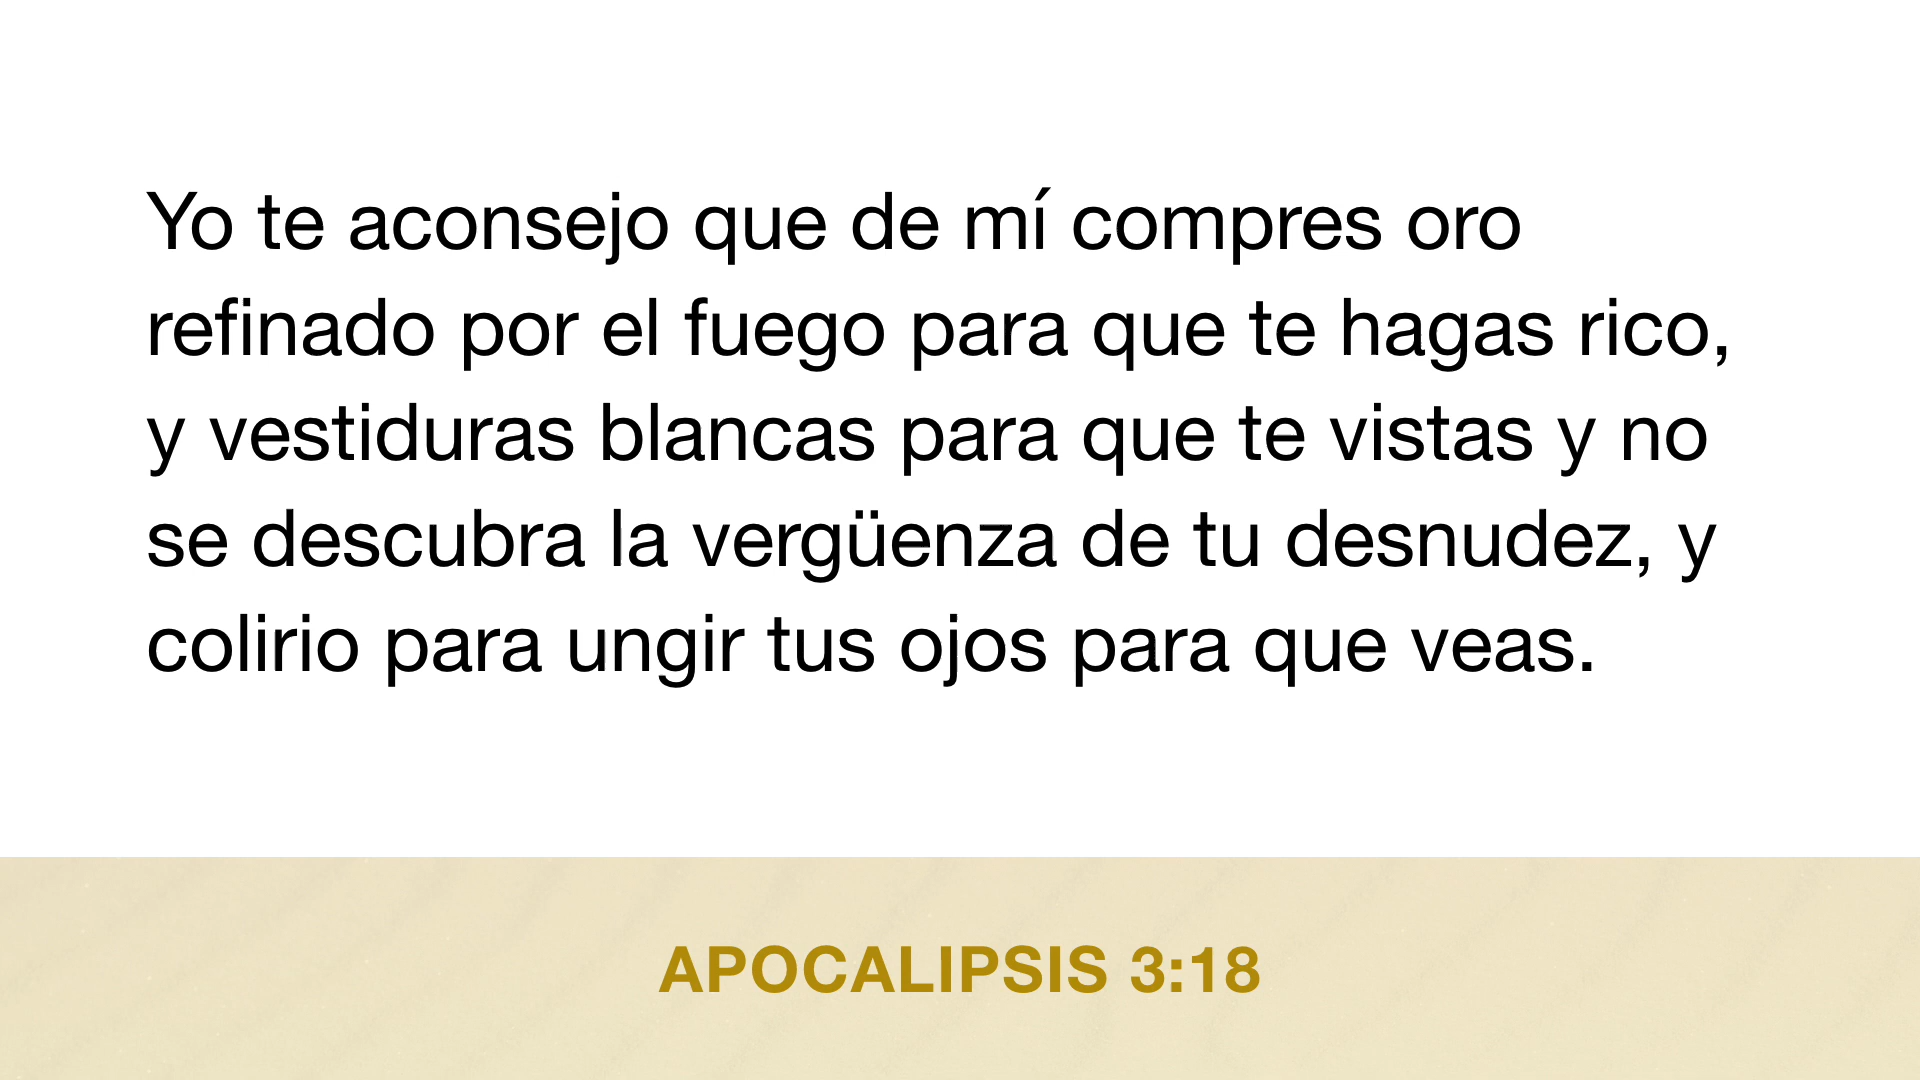 Yo te aconsejo que de mí compres oro
refinado por el fuego para que te hagas rico,
y vestiduras blancas para que te vistas y no
se descubra la vergüenza de tu desnudez, y
colirio para ungir tus ojos para que veas.
APOCALIPSIS 3:18